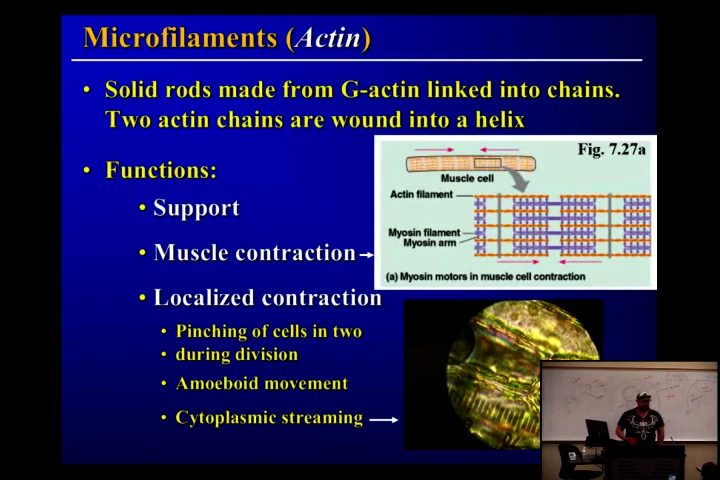 Microfilaments (Actin)
• Solid rods made from G-actin linked into chains.
Two actin chains are wound into a helix
• Functions:
• Support
• Muscle contraction
• Localized contraction
• Pinching of cells in two
• during division
• Amoeboid movement
• Cytoplasmic streaming
Fig. 7.27a
Muscle cell
Actin filament
Myosin filament
Myosin arm
(a) Myosin motors in muscle cell contraction